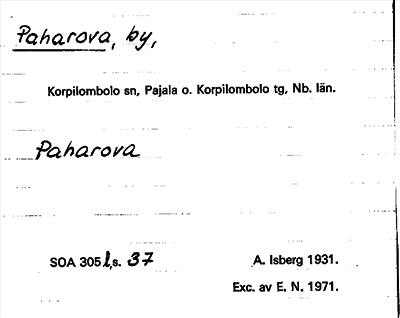 Paharova, by,
Korpilombolo sn, Pajala o. Korpilombolo tg, Nb. län.
Paharova
SOA 305 l, s. 37 A. Isberg 1931.
Exc. av E. N. 1971.